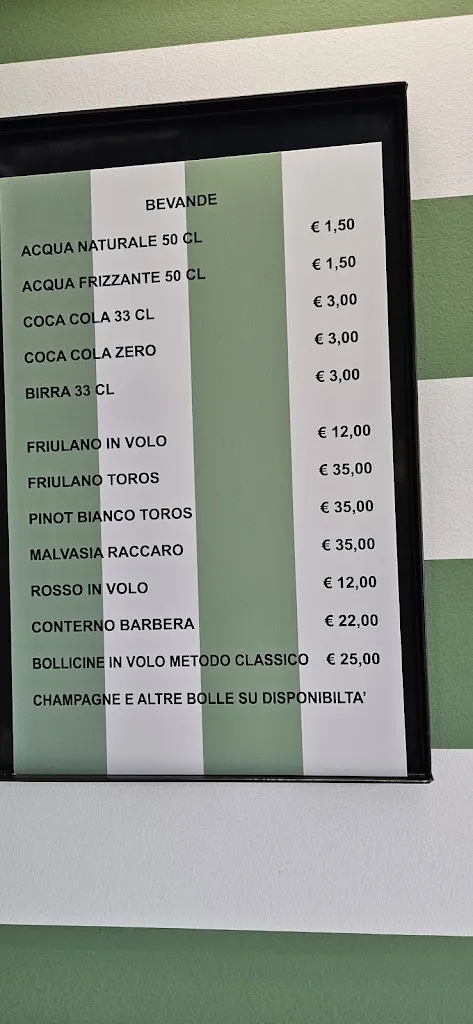 BEVANDE
ACQUA NATURALE 50 CL € 1,50
ACQUA FRIZZANTE 50 CL € 1,50
COCA COLA 33 CL € 3,00
COCA COLA ZERO € 3,00
BIRRA 33 CL € 3,00
FRIULANO IN VOLO € 12,00
FRIULANO TOROS € 35,00
PINOT BIANCO TOROS € 35,00
MALVASIA RACCARO € 35,00
ROSSO IN VOLO € 12,00
CONTERNO BARBERA € 22,00
BOLLICINE IN VOLO METODO CLASSICO € 25,00
CHAMPAGNE E ALTRE BOLLE SU DISPONIBILTA'